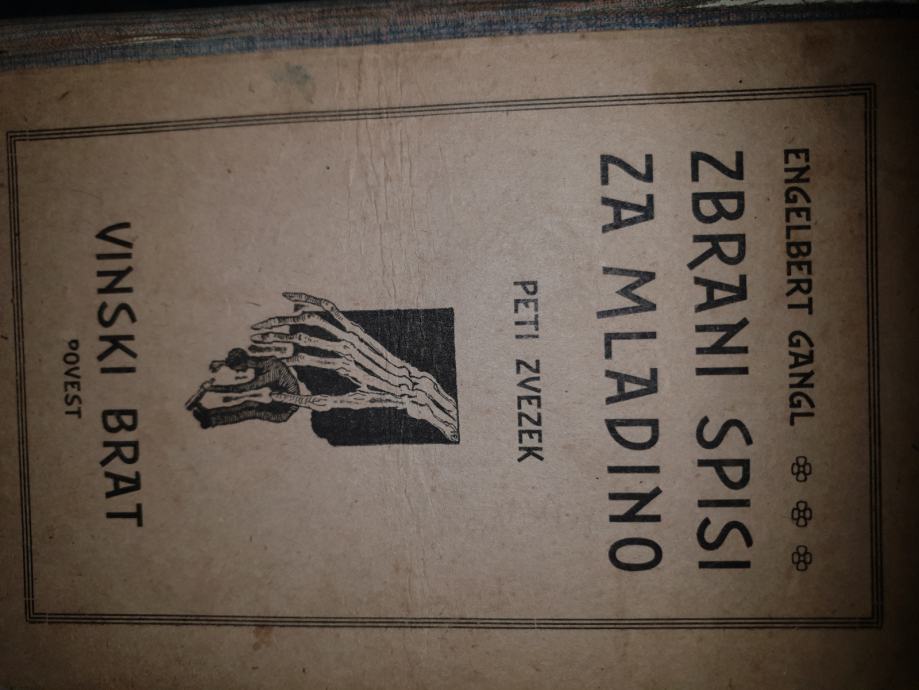 ENGELBERT GANGL
ZBRANI SPISI
ZA MLADINO
PETI ZVEZEK
VINSKI BRAT
POVEST